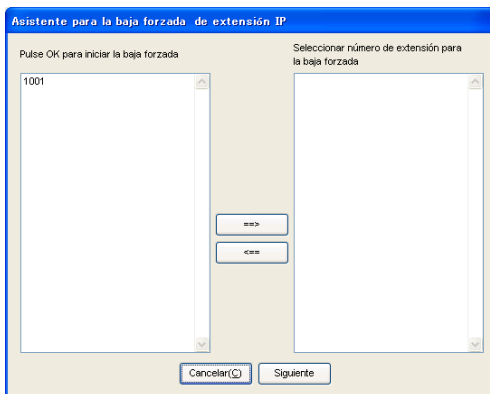 Asistente para la baja forzada de extensión IP
Pulse OK para iniciar la baja forzada
Seleccionar número de extensión para
la baja forzada
1001
==>
<==
Cancelar(C)
Siguiente